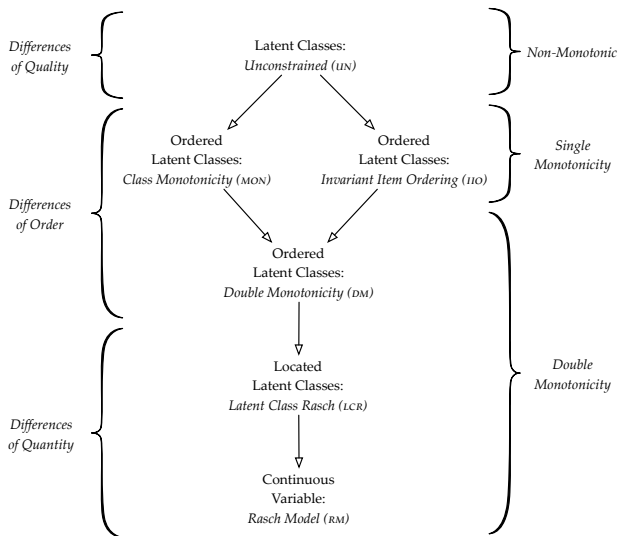 Differences
of Quality
Latent Classes:
Unconstrained (UN)
Non-Monotonic
Ordered
Latent Classes:
Class Monotonicity (MON)
Ordered
Latent Classes:
Invariant Item Ordering (IIO)
Single
Monotonicity
Differences
of Order
Ordered
Latent Classes:
Double Monotonicity (DM)
Located
Latent Classes:
Latent Class Rasch (LCR)
Double
Monotonicity
Differences
of Quantity
Continuous
Variable:
Rasch Model (RM)